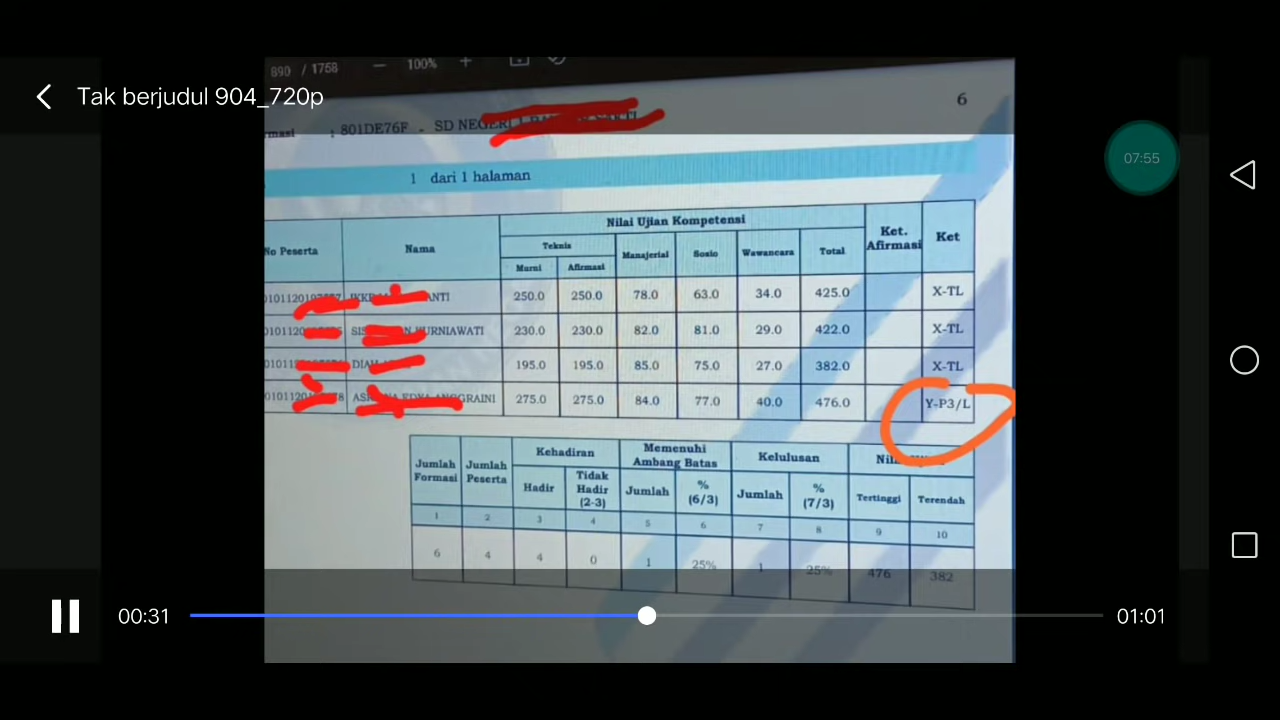 890 / 1758 — 100% +
Tak berjudul 904_720p
6
: 801DE76F - SD NEGERI
07:55
1 dari 1 halaman
No Peserta Nama Nilai Ujian Kompetensi Ket. Afirmasi Ket
Teknis Manajerial Sosio Wawancara Total
Murni Afirmasi
250.0 250.0 78.0 63.0 34.0 425.0 X-TL
KURNIAWATI 230.0 230.0 82.0 81.0 29.0 422.0 X-TL
DIAH 195.0 195.0 85.0 75.0 27.0 382.0 X-TL
ANGGRAINI 275.0 275.0 84.0 77.0 40.0 476.0 Y-P3/L
Jumlah Formasi Jumlah Peserta Kehadiran Memenuhi Ambang Batas Kelulusan
Hadir Tidak Hadir (2-3) Jumlah % (6/3) Jumlah % (7/3) Tertinggi Terendah
1 2 3 4 5 6 7 8 9 10
6 4 4 0 1 25% 1 25% 476 382
00:31
01:01